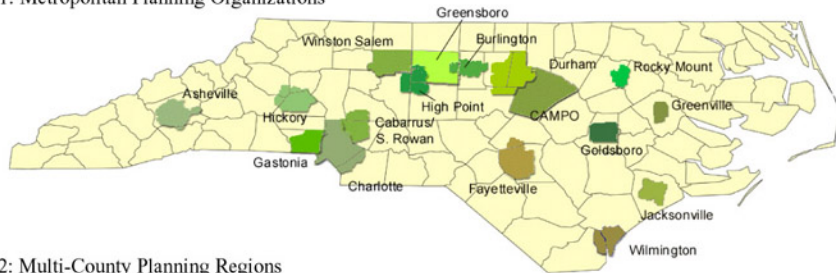 1: Metropolitan Planning Organizations
Greensboro
Winston Salem
Burlington
Durham
Rocky Mount
Asheville
Hickory
High Point
CAMPO
Greenville
Cabarrus/
S. Rowan
Goldsboro
Gastonia
Charlotte
Fayetteville
Jacksonville
Wilmington
2: Multi-County Planning Regions